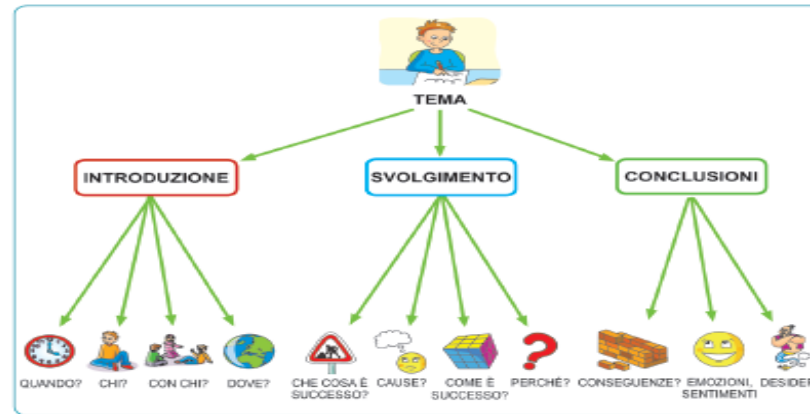 TEMA
INTRODUZIONE
SVOLGIMENTO
CONCLUSIONI
QUANDO?
CHI?
CON CHI?
DOVE?
CHE COSA È
SUCCESSO?
CAUSE?
COME È
SUCCESSO?
PERCHÉ?
CONSEGUENZE?
EMOZIONI,
SENTIMENTI